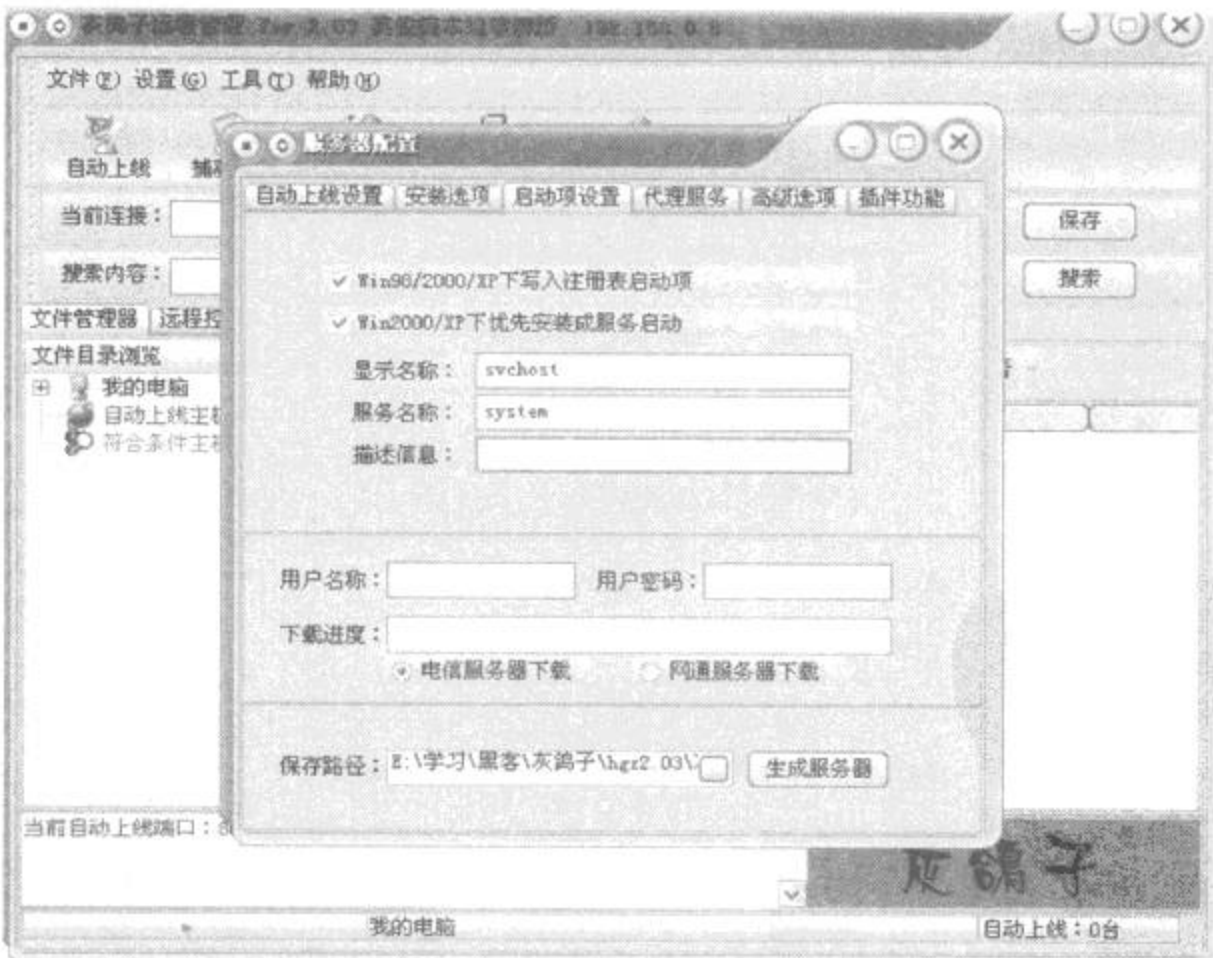 文件(F) 设置(G) 工具(T) 帮助(H)
服务器配置
自动上线
自动上线设置 安装选项 启动项设置 代理服务 高级选项 插件功能
当前连接：
保存
搜索内容：
搜索
Win98/2000/XP下写入注册表启动项
Win2000/XP下优先安装成服务启动
文件管理器
文件目录浏览
显示名称： svchost
我的电脑
服务名称： system
自动上线主机
符合条件主机
描述信息：
用户名称： 用户密码：
下载进度：
电信服务器下载 网通服务器下载
保存路径： E:\学习\黑客\灰鸽子\hgz2.03\
生成服务器
当前自动上线端口：
灰鸽子
我的电脑
自动上线：0台